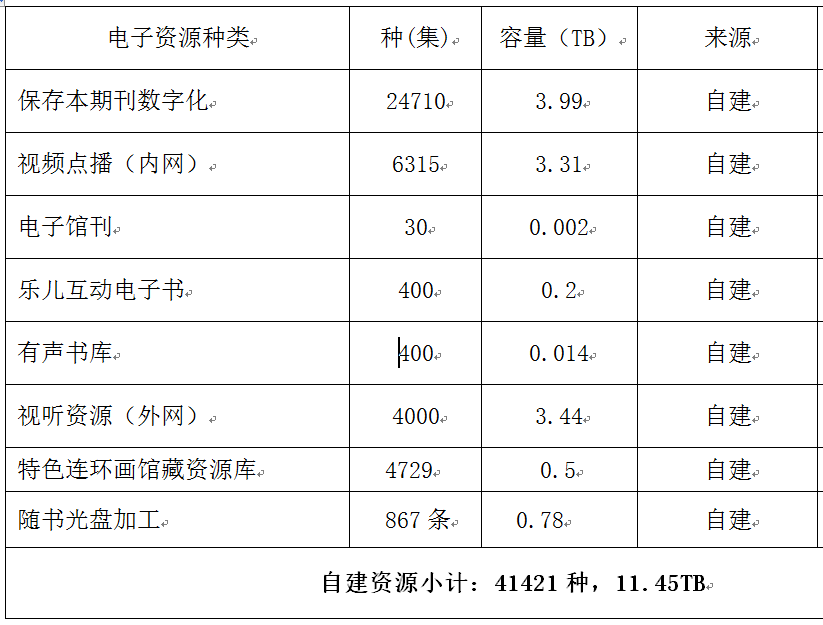 电子资源种类 种(集) 容量（TB） 来源
保存本期刊数字化 24710 3.99 自建
视频点播（内网） 6315 3.31 自建
电子馆刊 30 0.002 自建
乐儿互动电子书 400 0.2 自建
有声书库 400 0.014 自建
视听资源（外网） 4000 3.44 自建
特色连环画馆藏资源库 4729 0.5 自建
随书光盘加工 867 条 0.78 自建
自建资源小计：41421 种，11.45TB